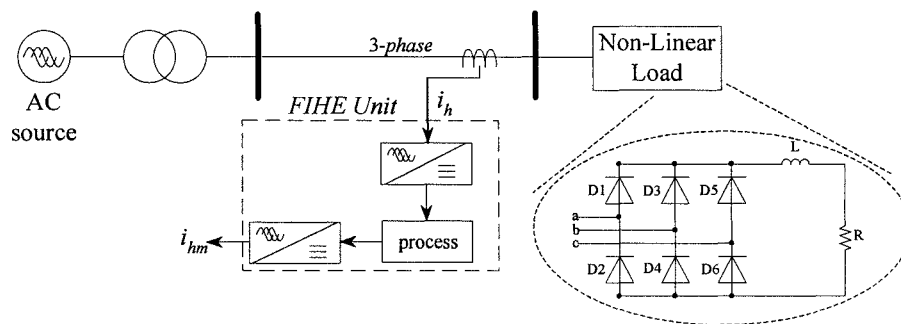 3-phase
Non-Linear
Load
AC
source
FIHE Unit
i_h
process
i_hm
L
D1
D3
D5
a
b
c
R
D2
D4
D6